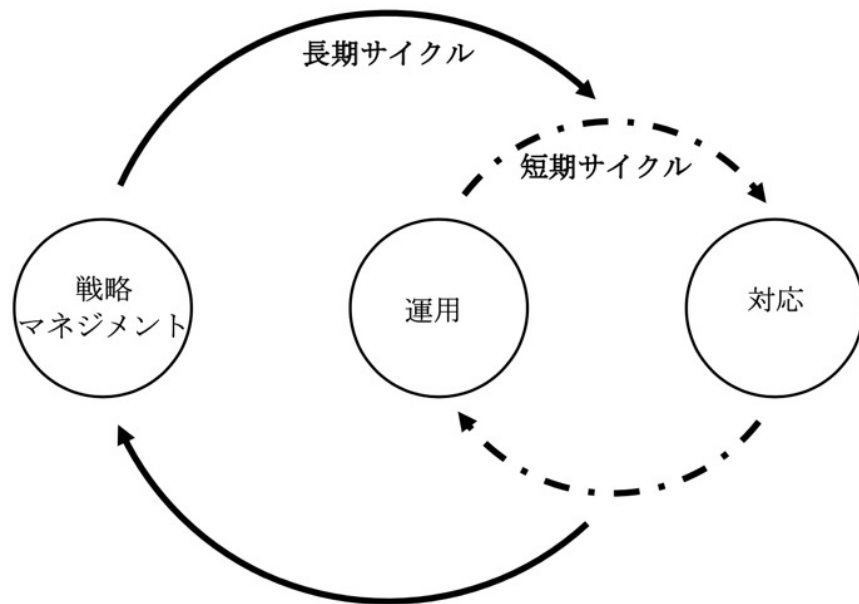 長期サイクル
短期サイクル
戦略
マネジメント
運用
対応